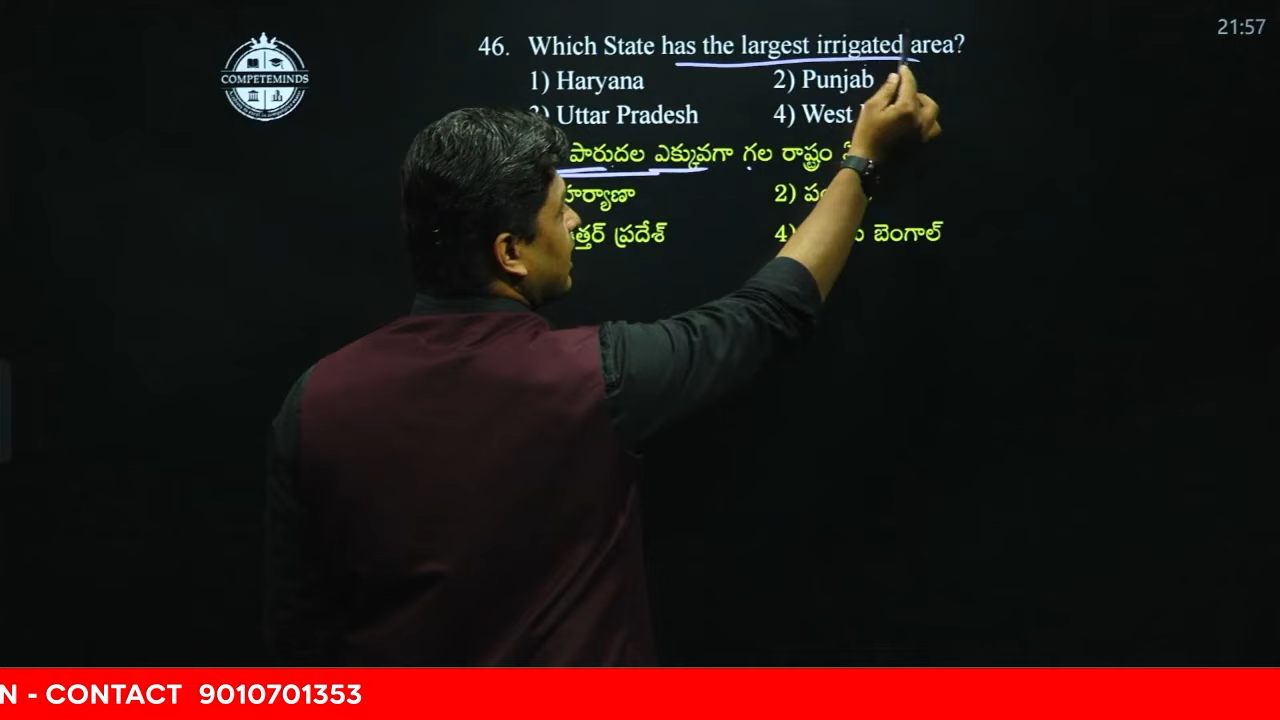 21:57
COMPETEMINDS
46. Which State has the largest irrigated area?
1) Haryana 2) Punjab
Uttar Pradesh 4) West
పారుదల ఎక్కువగా గల రాష్ట్రం
హర్యాణా 2)
ప్రదేశ్ 4) బెంగాల్
N - CONTACT 9010701353